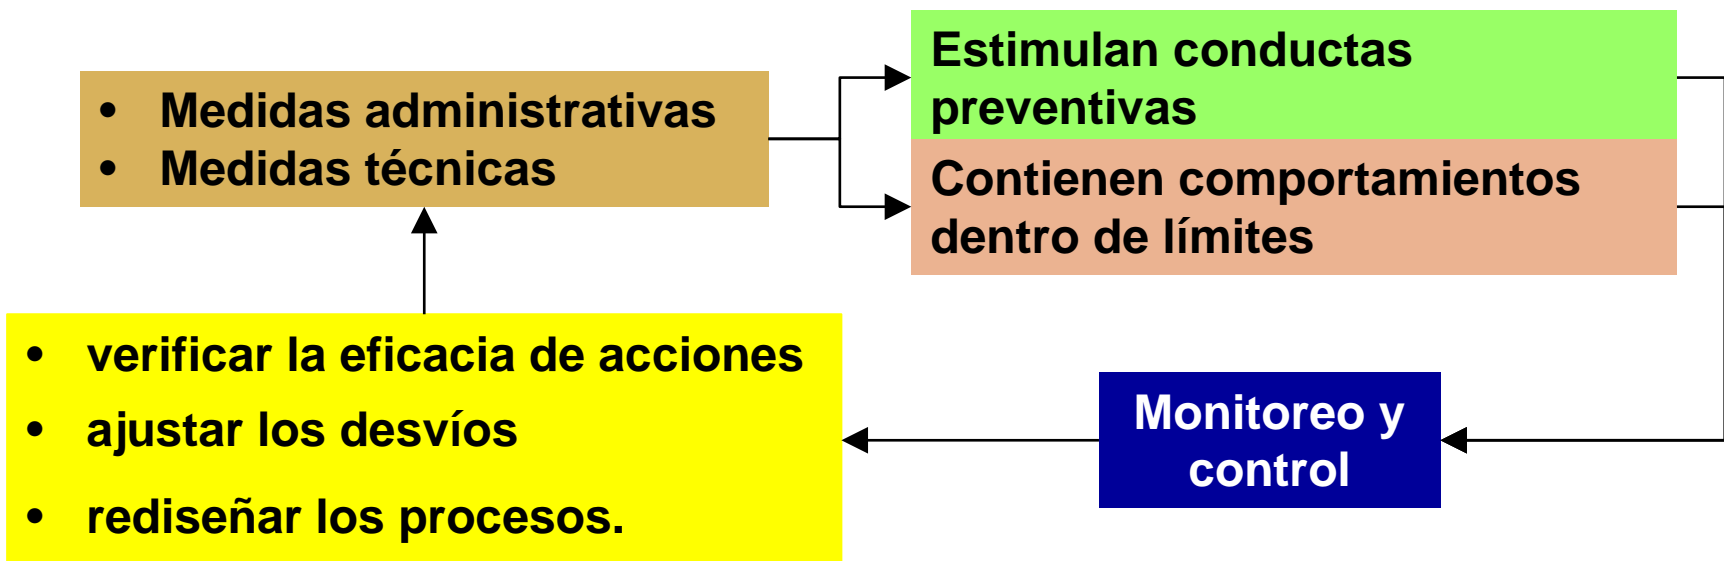 • Medidas administrativas
• Medidas técnicas
Estimulan conductas
preventivas
Contienen comportamientos
dentro de límites
• verificar la eficacia de acciones
• ajustar los desvíos
• rediseñar los procesos.
Monitoreo y
control